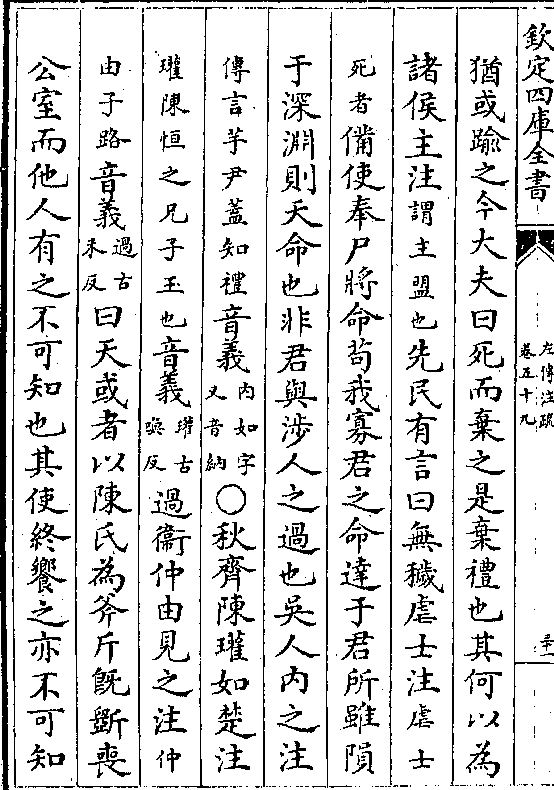 欽定四庫全書
左傳注疏
卷五十九
三十
猶或踰之今大夫曰死而棄之是棄禮也其何以為
諸侯主注謂主盟也先民有言曰無穢虐士注虐士
死者備使奉尸將命苟我寡君之命達于君所雖隕
于深淵則天命也非君與涉人之過也吳人内之注
傳言芋尹蓋知禮音義内如字又音納○秋齊陳瓘如楚注
瓘陳恒之兄子玉也音義瓘古喚反過衞仲由見之注仲
由子路音義過古禾反曰天或者以陳氏為斧斤既斵喪
公室而他人有之不可知也其使終饗之亦不可知